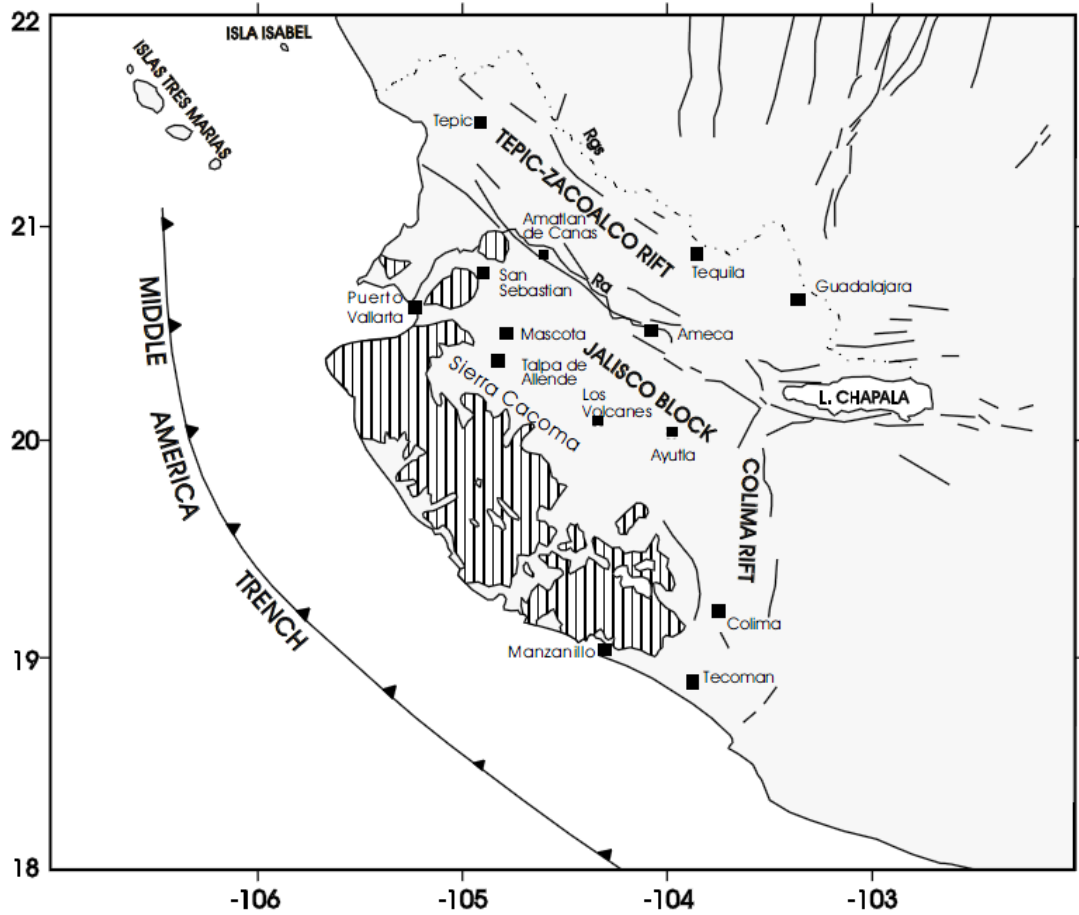 22
21
20
19
18
-106
-105
-104
-103
ISLA ISABEL
ISLAS TRES MARIAS
Tepic
Rgs
TEPIC-ZACOALCO RIFT
Amatlan
de Canas
Tequila
San
Sebastian
Ra
Guadalajara
Puerto
Vallarta
Mascota
Ameca
Talpa de
Allende
JALISCO BLOCK
Sierra Cacoma
Los
Volcanes
L. CHAPALA
Ayutla
COLIMA RIFT
Colima
Manzanillo
Tecoman
MIDDLE
AMERICA
TRENCH